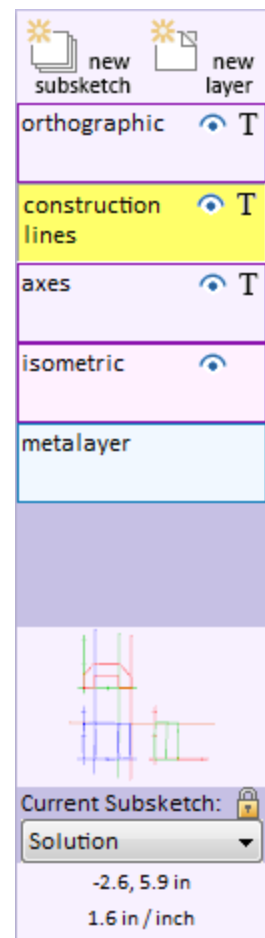 new new
subsketch layer
orthographic T
construction T
lines
axes T
isometric
metalayer
Current Subsketch:
Solution
-2.6, 5.9 in
1.6 in / inch